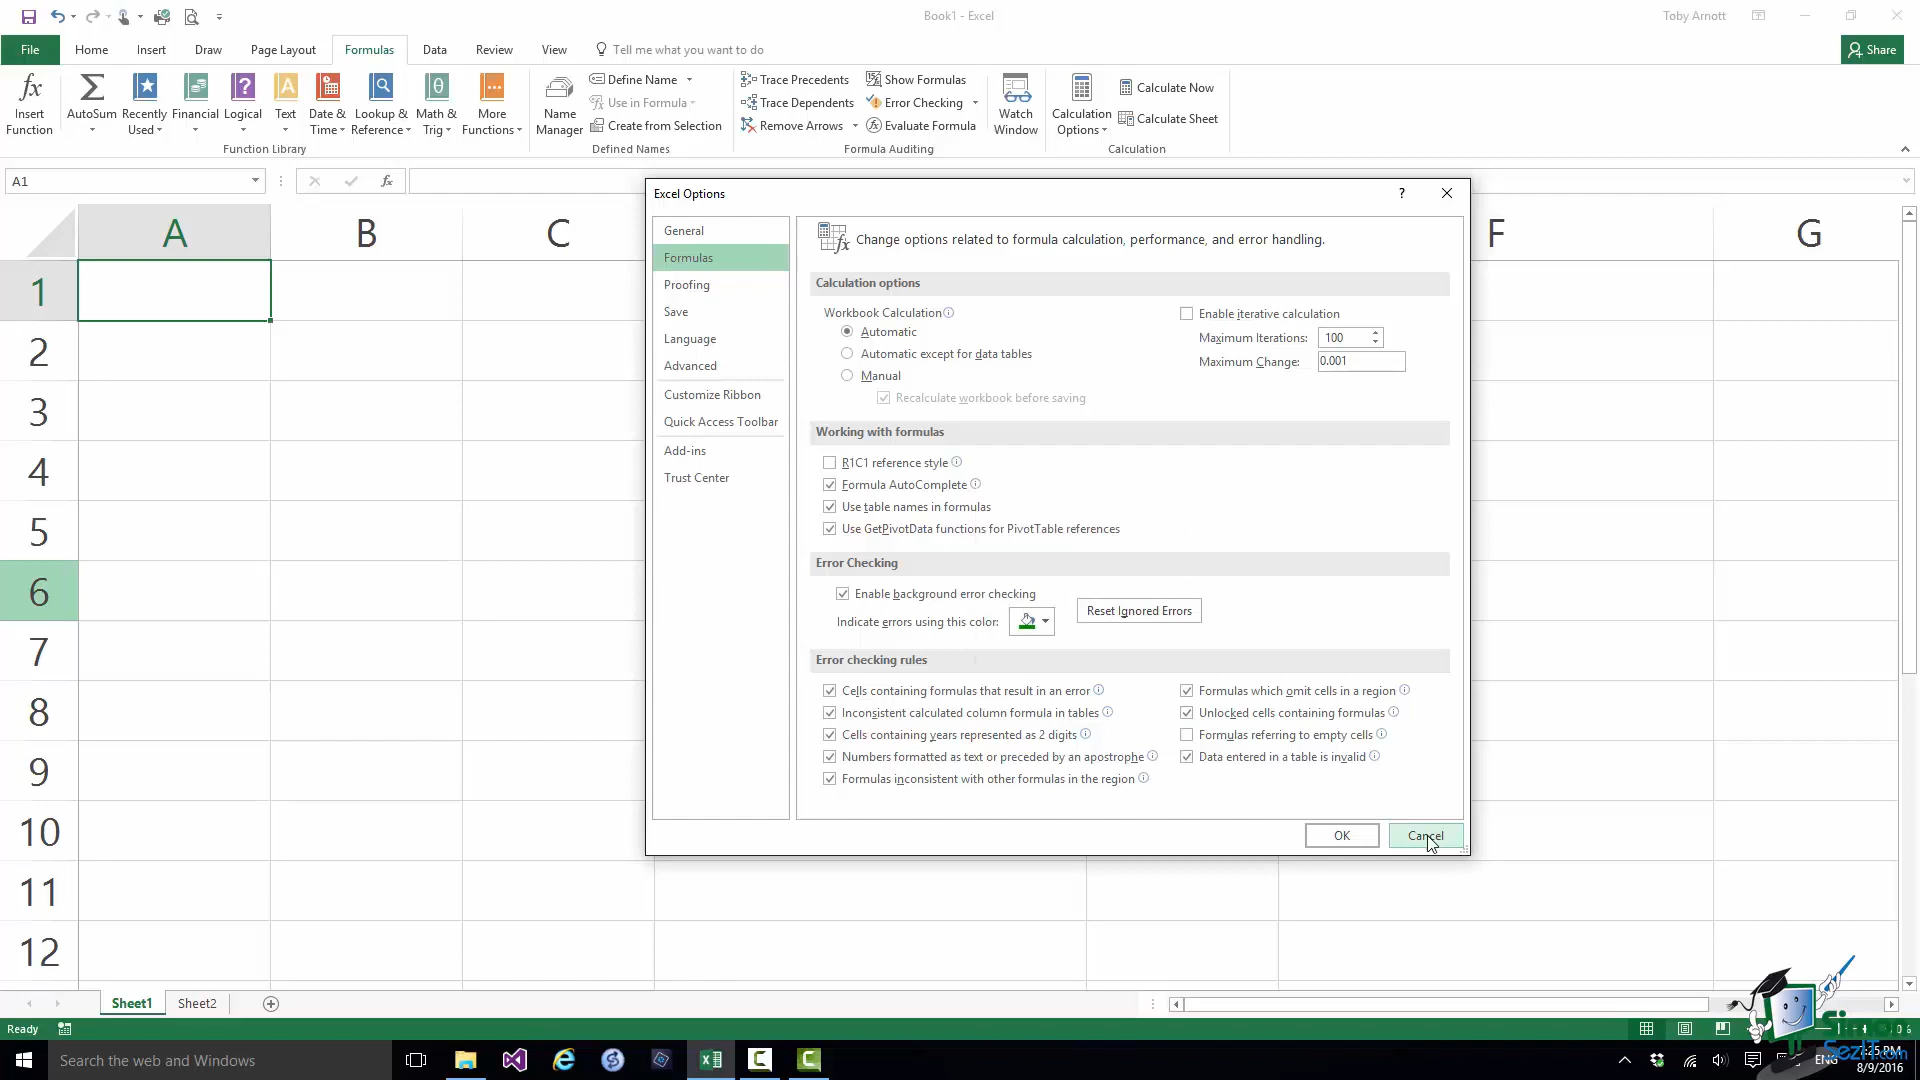 Book1 - Excel
Toby Arnott
File Home Insert Draw Page Layout Formulas Data Review View Tell me what you want to do
Share
Insert Function
AutoSum
Recently Used
Financial
Logical
Text
Date & Time
Lookup & Reference
Math & Trig
More Functions
Function Library
Name Manager
Define Name
Use in Formula
Create from Selection
Defined Names
Trace Precedents
Trace Dependents
Remove Arrows
Show Formulas
Error Checking
Evaluate Formula
Formula Auditing
Watch Window
Calculation Options
Calculate Now
Calculate Sheet
Calculation
A1
fx
A B C F G
1
2
3
4
5
6
7
8
9
10
11
12
Excel Options
?
General
Formulas
Proofing
Save
Language
Advanced
Customize Ribbon
Quick Access Toolbar
Add-ins
Trust Center
Change options related to formula calculation, performance, and error handling.
Calculation options
Workbook Calculation
Automatic
Automatic except for data tables
Manual
Recalculate workbook before saving
Enable iterative calculation
Maximum Iterations: 100
Maximum Change: 0.001
Working with formulas
R1C1 reference style
Formula AutoComplete
Use table names in formulas
Use GetPivotData functions for PivotTable references
Error Checking
Enable background error checking
Indicate errors using this color:
Reset Ignored Errors
Error checking rules
Cells containing formulas that result in an error
Inconsistent calculated column formula in tables
Cells containing years represented as 2 digits
Numbers formatted as text or preceded by an apostrophe
Formulas inconsistent with other formulas in the region
Formulas which omit cells in a region
Unlocked cells containing formulas
Formulas referring to empty cells
Data entered in a table is invalid
OK Cancel
Sheet1 Sheet2
Ready
Search the web and Windows
ENG
SezIT.com
8/9/2016